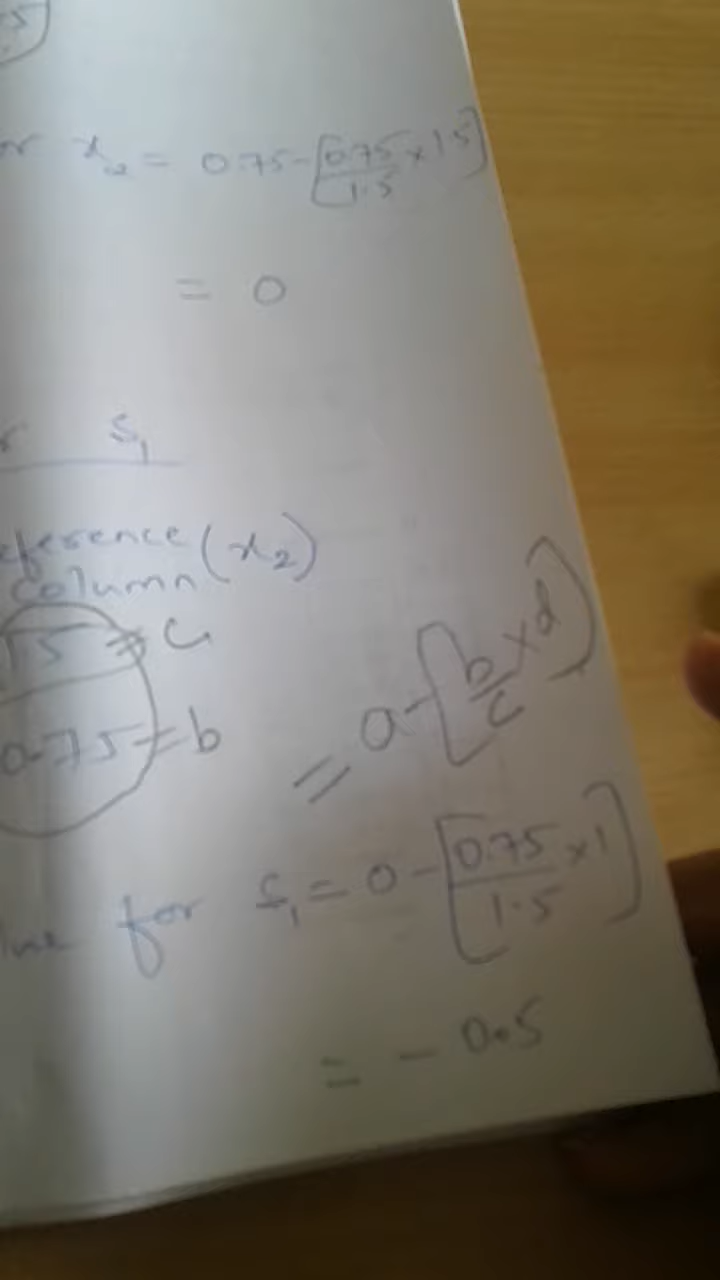 x₂ = 0.75 - [0.75/1.5 × 1.5]
= 0
S₁
(x₂)
column
1.5 ⇒ C
0.75 = b
= a - [b/c × d]
for S₁ = 0 - [0.75/1.5 × 1]
= - 0.5